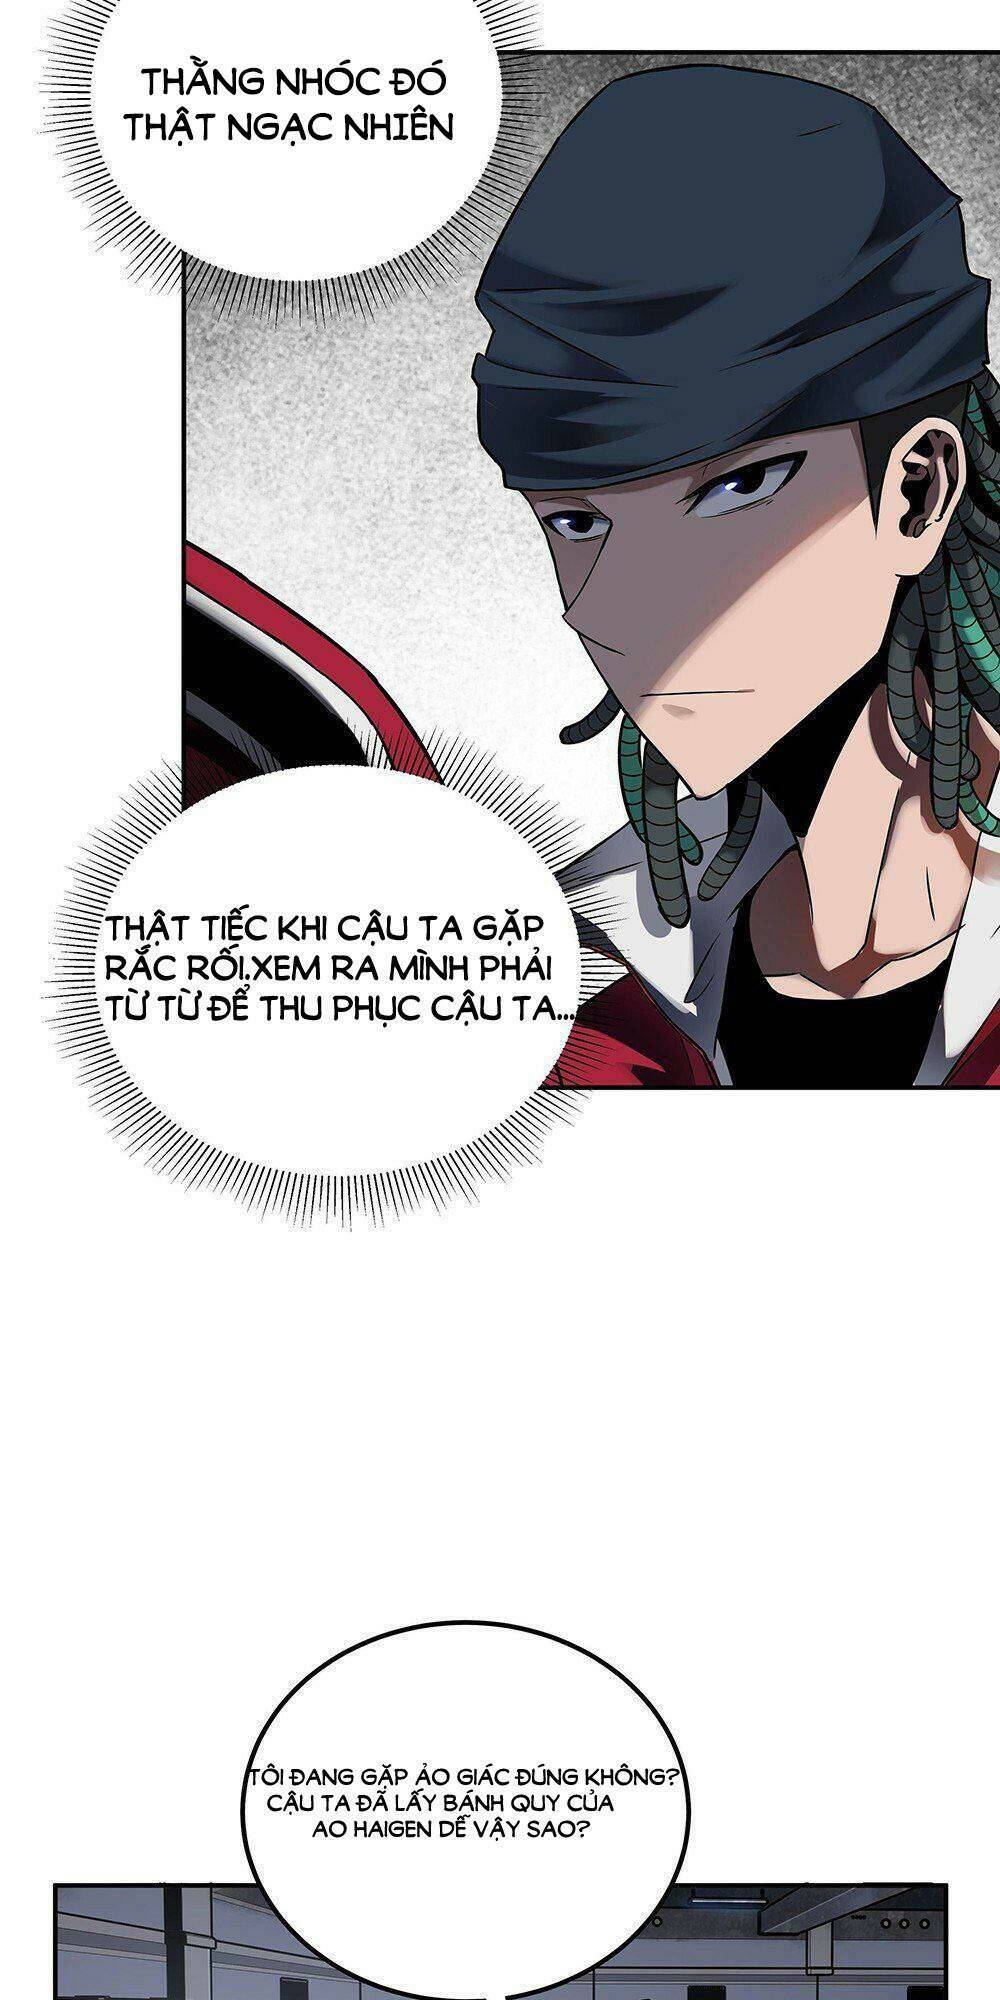 THẰNG NHÓC ĐÓ
THẬT NGẠC NHIÊN
THẬT TIẾC KHI CẬU TA GẶP
RẮC RỐI.XEM RA MÌNH PHẢI
TỪ TỪ ĐỂ THU PHỤC CẬU TA...
TÔI ĐANG GẶP ẢO GIÁC ĐÚNG KHÔNG?
CẬU TA ĐÃ LẤY BÁNH QUY CỦA
AO HAIGEN DỄ VẬY SAO?